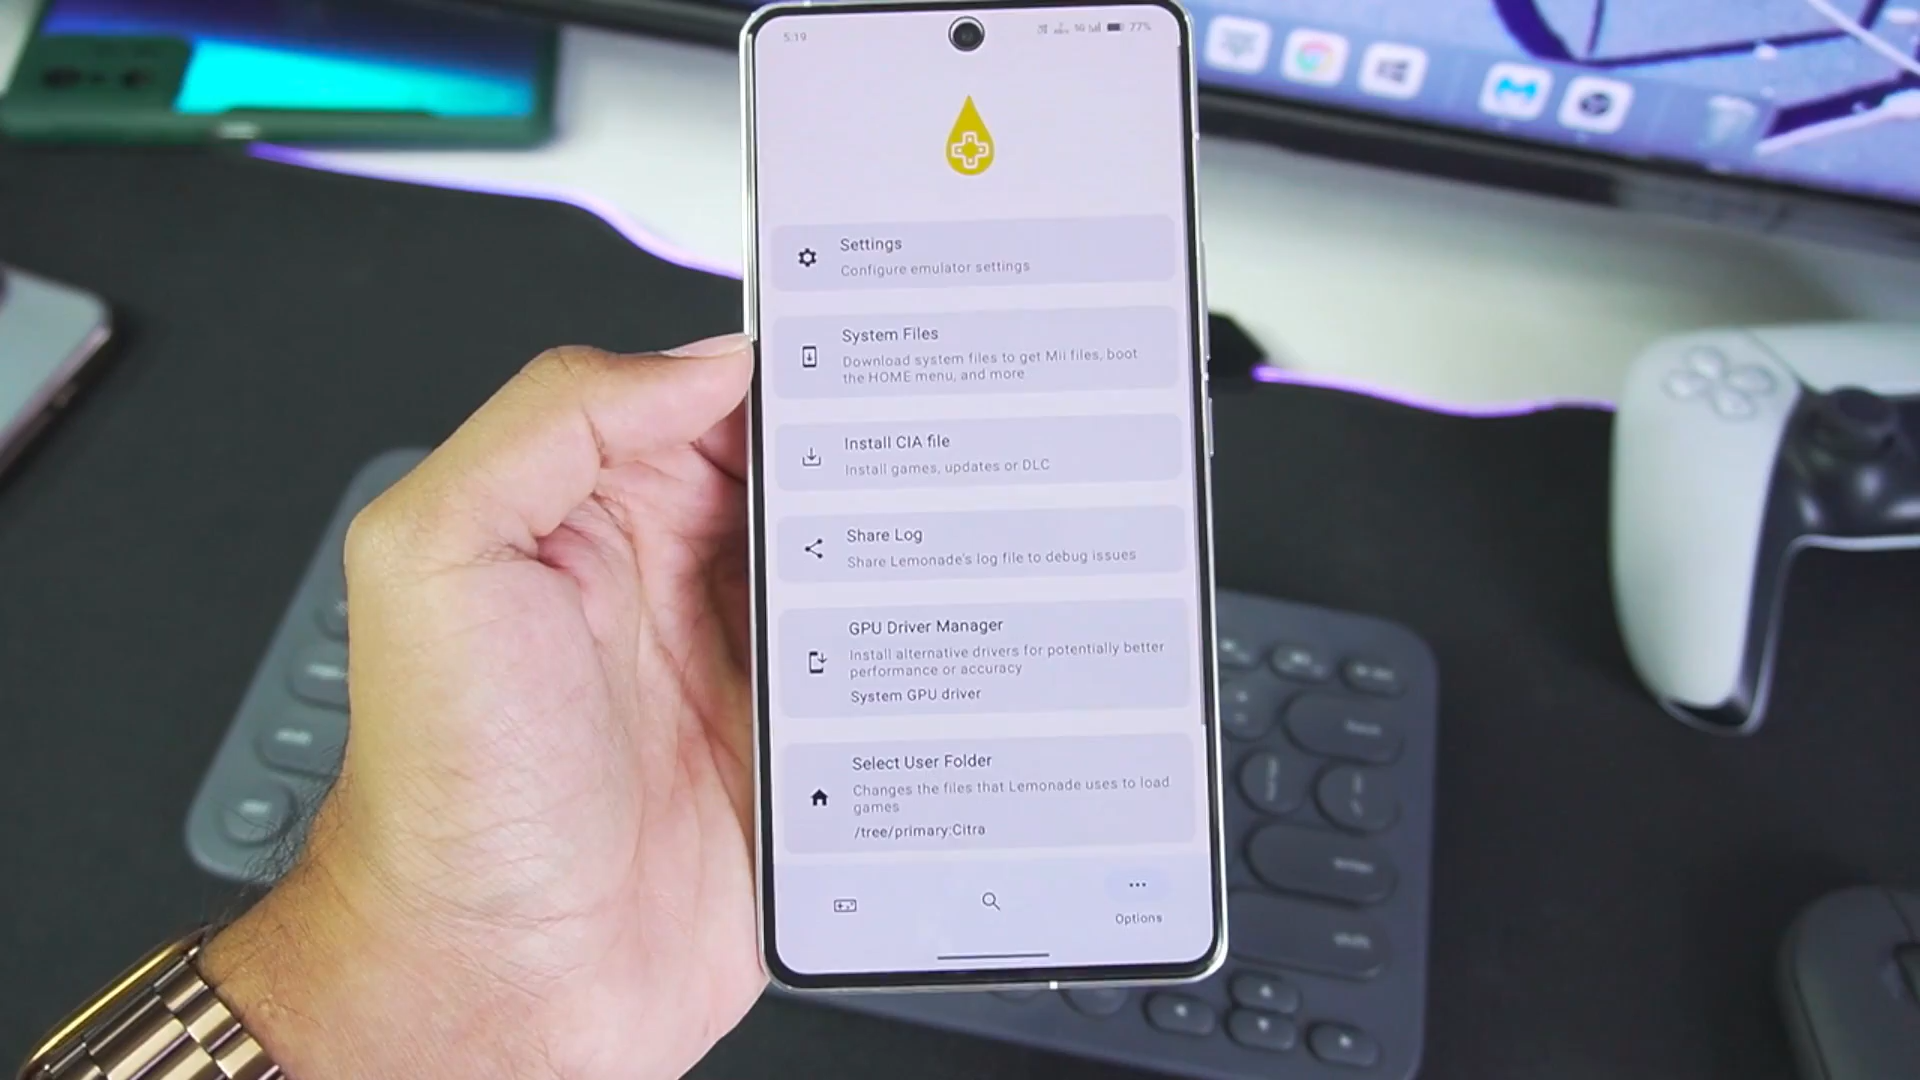 5:19
5G
77%
Settings
Configure emulator settings
System Files
Download system files to get Mii files, boot
the HOME menu, and more
Install CIA file
Install games, updates or DLC
Share Log
Share Lemonade's log file to debug issues
GPU Driver Manager
Install alternative drivers for potentially better
performance or accuracy
System GPU driver
Select User Folder
Changes the files that Lemonade uses to load
games
/tree/primary:Citra
Options
shift